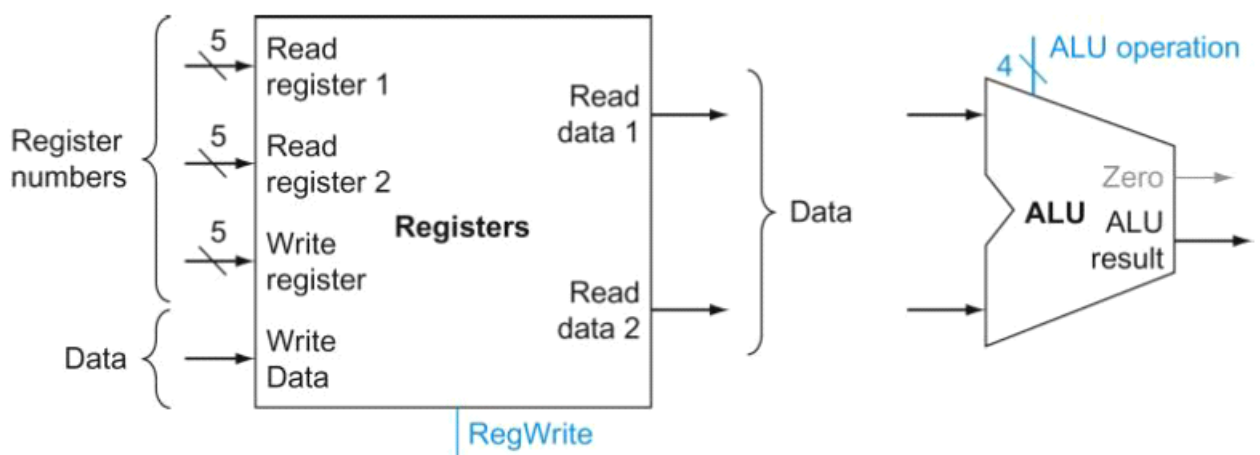 Register
numbers
Data
5
Read
register 1
5
Read
register 2
5
Write
register
Write
Data
Registers
Read
data 1
Read
data 2
RegWrite
Data
4
ALU operation
Zero
ALU
ALU
result